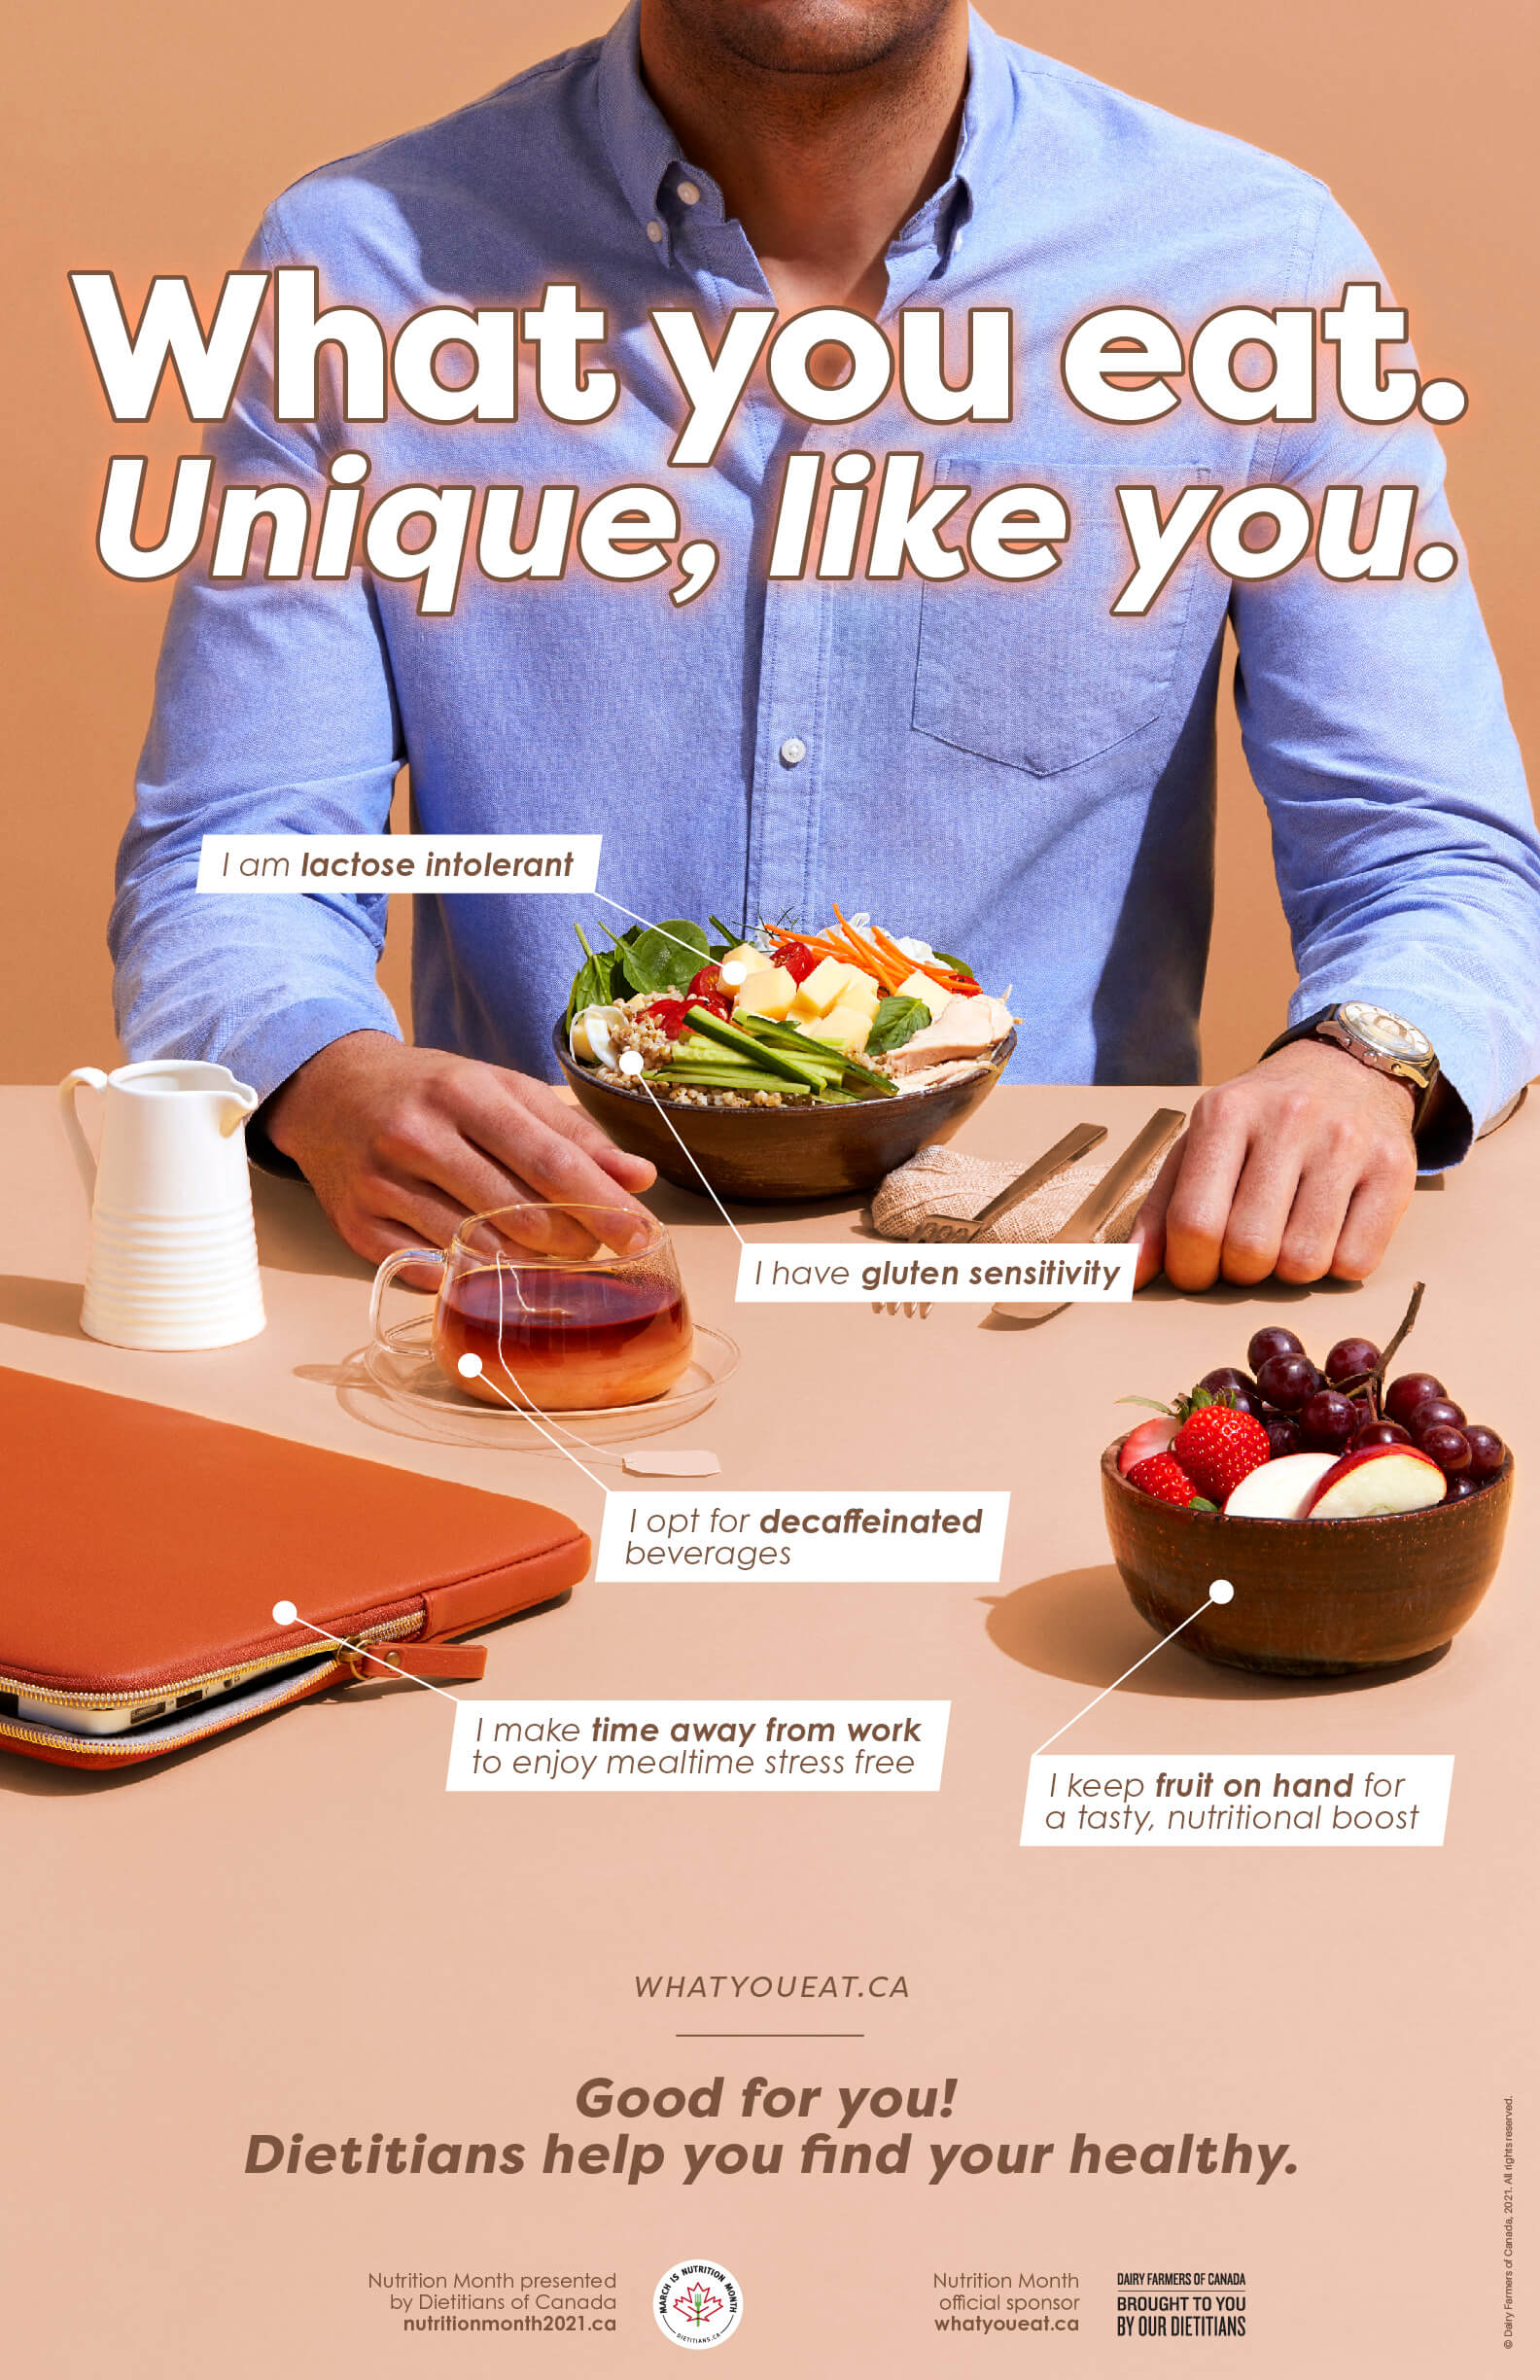 What you eat.
Unique, like you.
I am lactose intolerant
I have gluten sensitivity
I opt for decaffeinated
beverages
I make time away from work
to enjoy mealtime stress free
I keep fruit on hand for
a tasty, nutritional boost
WHATYOUEAT.CA
Good for you!
Dietitians help you find your healthy.
Nutrition Month presented
by Dietitians of Canada
nutritionmonth2021.ca
MARCH IS NUTRITION MONTH
DIETITIANS.CA
Nutrition Month
official sponsor
whatyoueat.ca
DAIRY FARMERS OF CANADA
BROUGHT TO YOU
BY OUR DIETITIANS
© Dairy Farmers of Canada, 2021. All rights reserved.